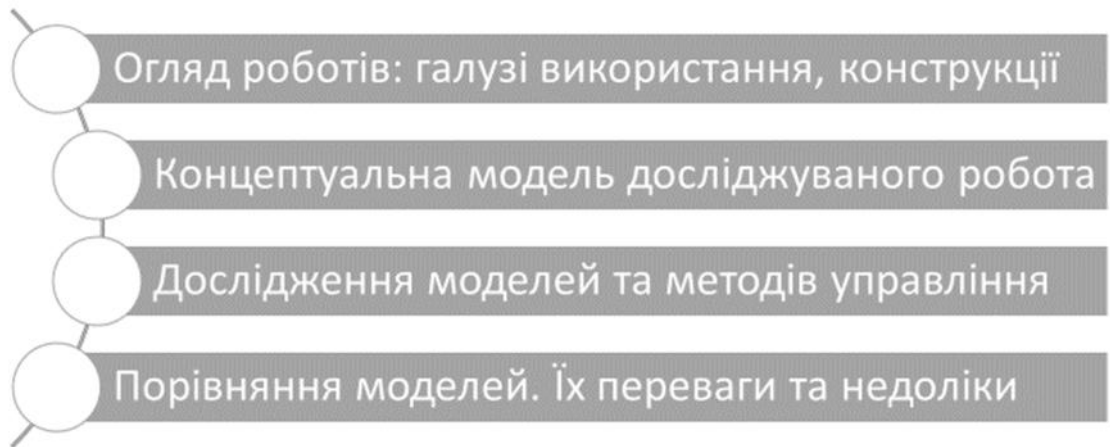 Огляд роботів: галузі використання, конструкції
Концептуальна модель досліджуваного робота
Дослідження моделей та методів управління
Порівняння моделей. Їх переваги та недоліки